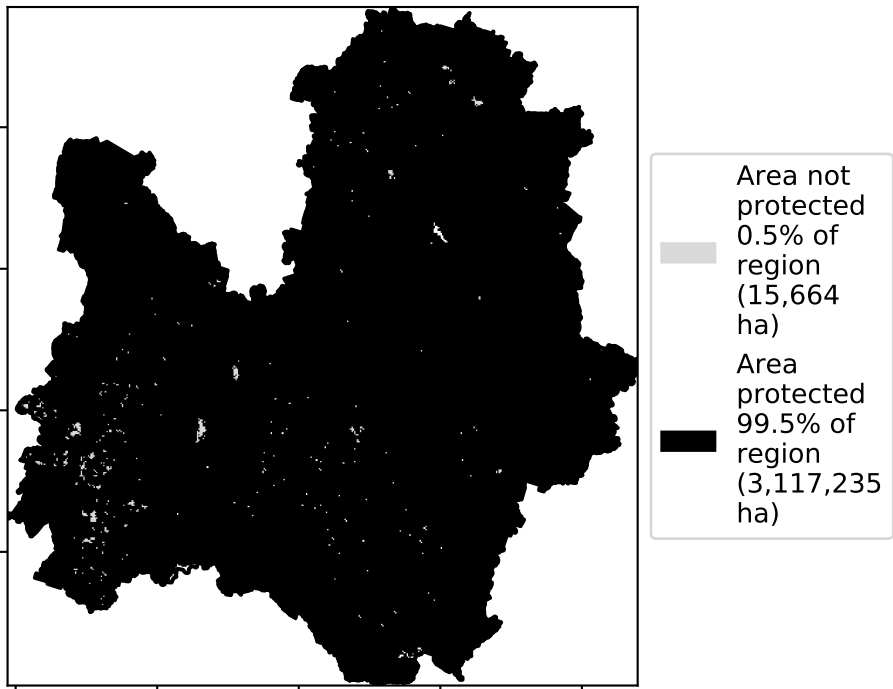 Area not
protected
0.5% of
region
(15,664
ha)
Area
protected
99.5% of
region
(3,117,235
ha)